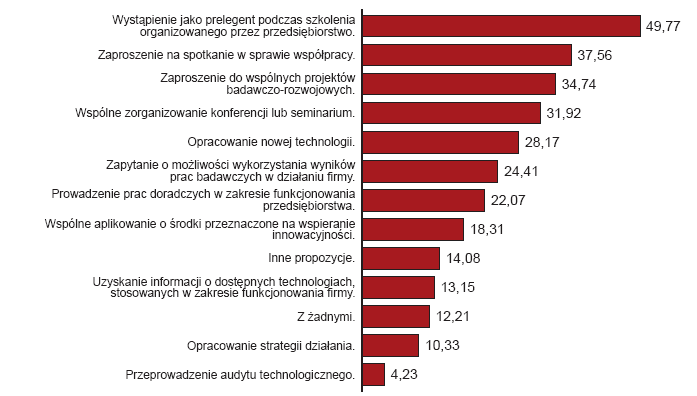 Wystąpienie jako prelegent podczas szkolenia
organizowanego przez przedsiębiorstwo.
49,77
Zaproszenie na spotkanie w sprawie współpracy.
37,56
Zaproszenie do wspólnych projektów
badawczo-rozwojowych.
34,74
Wspólne zorganizowanie konferencji lub seminarium.
31,92
Opracowanie nowej technologii.
28,17
Zapytanie o możliwości wykorzystania wyników
prac badawczych w działaniu firmy.
24,41
Prowadzenie prac doradczych w zakresie funkcjonowania
przedsiębiorstwa.
22,07
Wspólne aplikowanie o środki przeznaczone na wspieranie
innowacyjności.
18,31
Inne propozycje.
14,08
Uzyskanie informacji o dostępnych technologiach,
stosowanych w zakresie funkcjonowania firmy.
13,15
Z żadnymi.
12,21
Opracowanie strategii działania.
10,33
Przeprowadzenie audytu technologicznego.
4,23